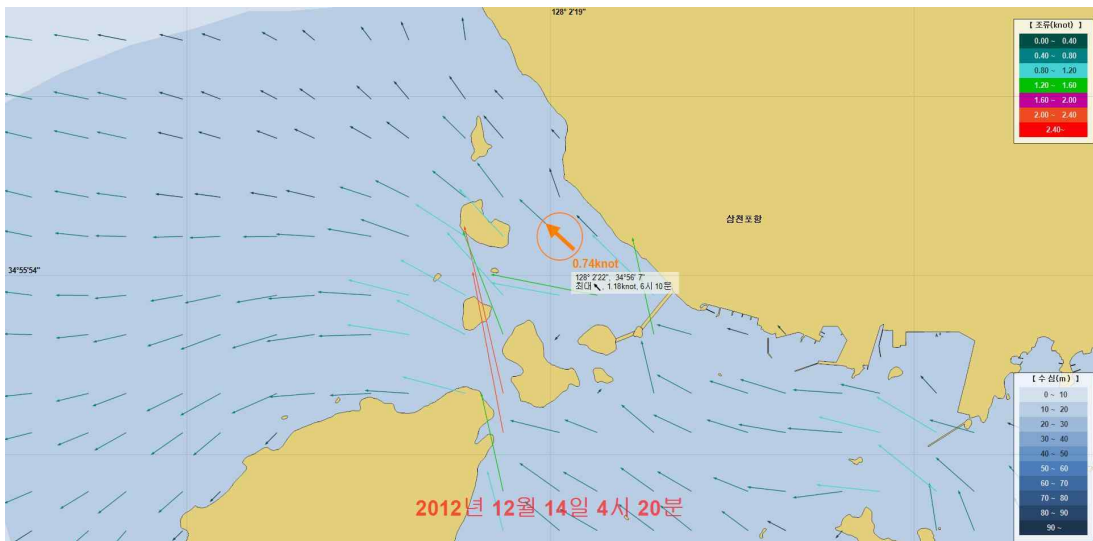 128° 2'19"
[ 조류(knot) ]
0.00 ~ 0.40
0.40 ~ 0.80
0.80 ~ 1.20
1.20 ~ 1.60
1.60 ~ 2.00
2.00 ~ 2.40
2.40~
삼천포항
34°55'54"
0.74knot
128° 2'22", 34°56' 7"
최대 , 1.18knot, 6시 10분
[ 수 심(m) ]
0 ~ 10
10 ~ 20
20 ~ 30
30 ~ 40
40 ~ 50
50 ~ 60
60 ~ 70
70 ~ 80
80 ~ 90
90 ~
2012년 12월 14일 4시 20분